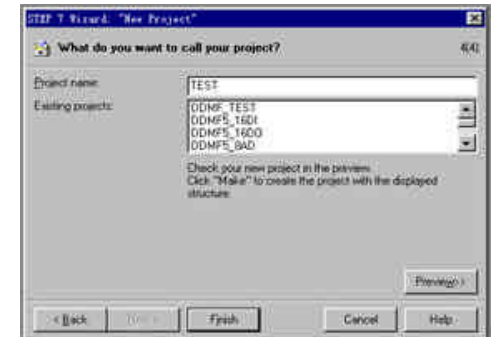 STEP 7 Wizard: "New Project"
What do you want to call your project?
4(4)
Project name:
TEST
Existing projects:
DDMF_TEST
DDMF5_16DI
DDMF5_16DO
DDMF5_8AD
Check your new project in the preview.
Click "Make" to create the project with the displayed
structure.
Preview>
< Back
Next >
Finish
Cancel
Help